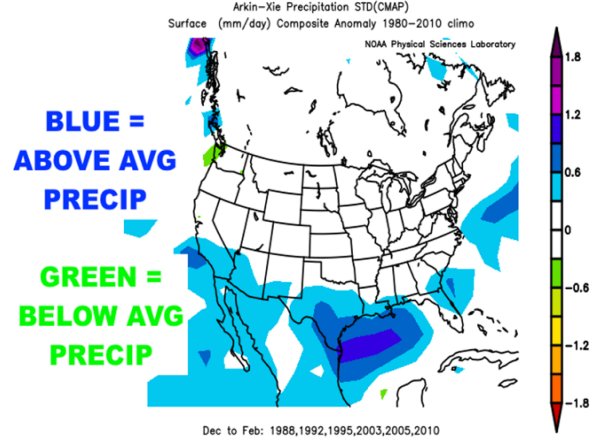 Arkin-Xie Precipitation STD(CMAP)
Surface (mm/day) Composite Anomaly 1980-2010 climo
NOAA Physical Sciences Laboratory
BLUE =
ABOVE AVG
PRECIP
GREEN =
BELOW AVG
PRECIP
1.8
1.2
0.6
0
-0.6
-1.2
-1.8
Dec to Feb: 1988,1992,1995,2003,2005,2010